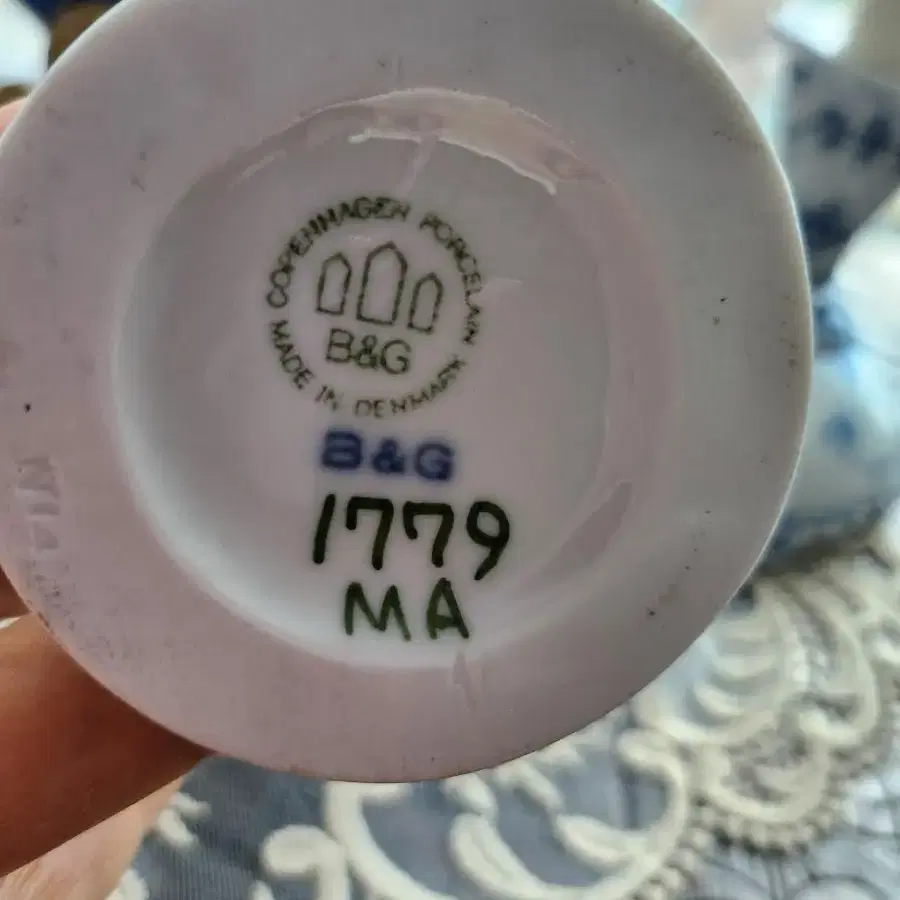 COPENHAGEN PORCELAIN
B&G
MADE IN DENMARK
B&G
1779
MA